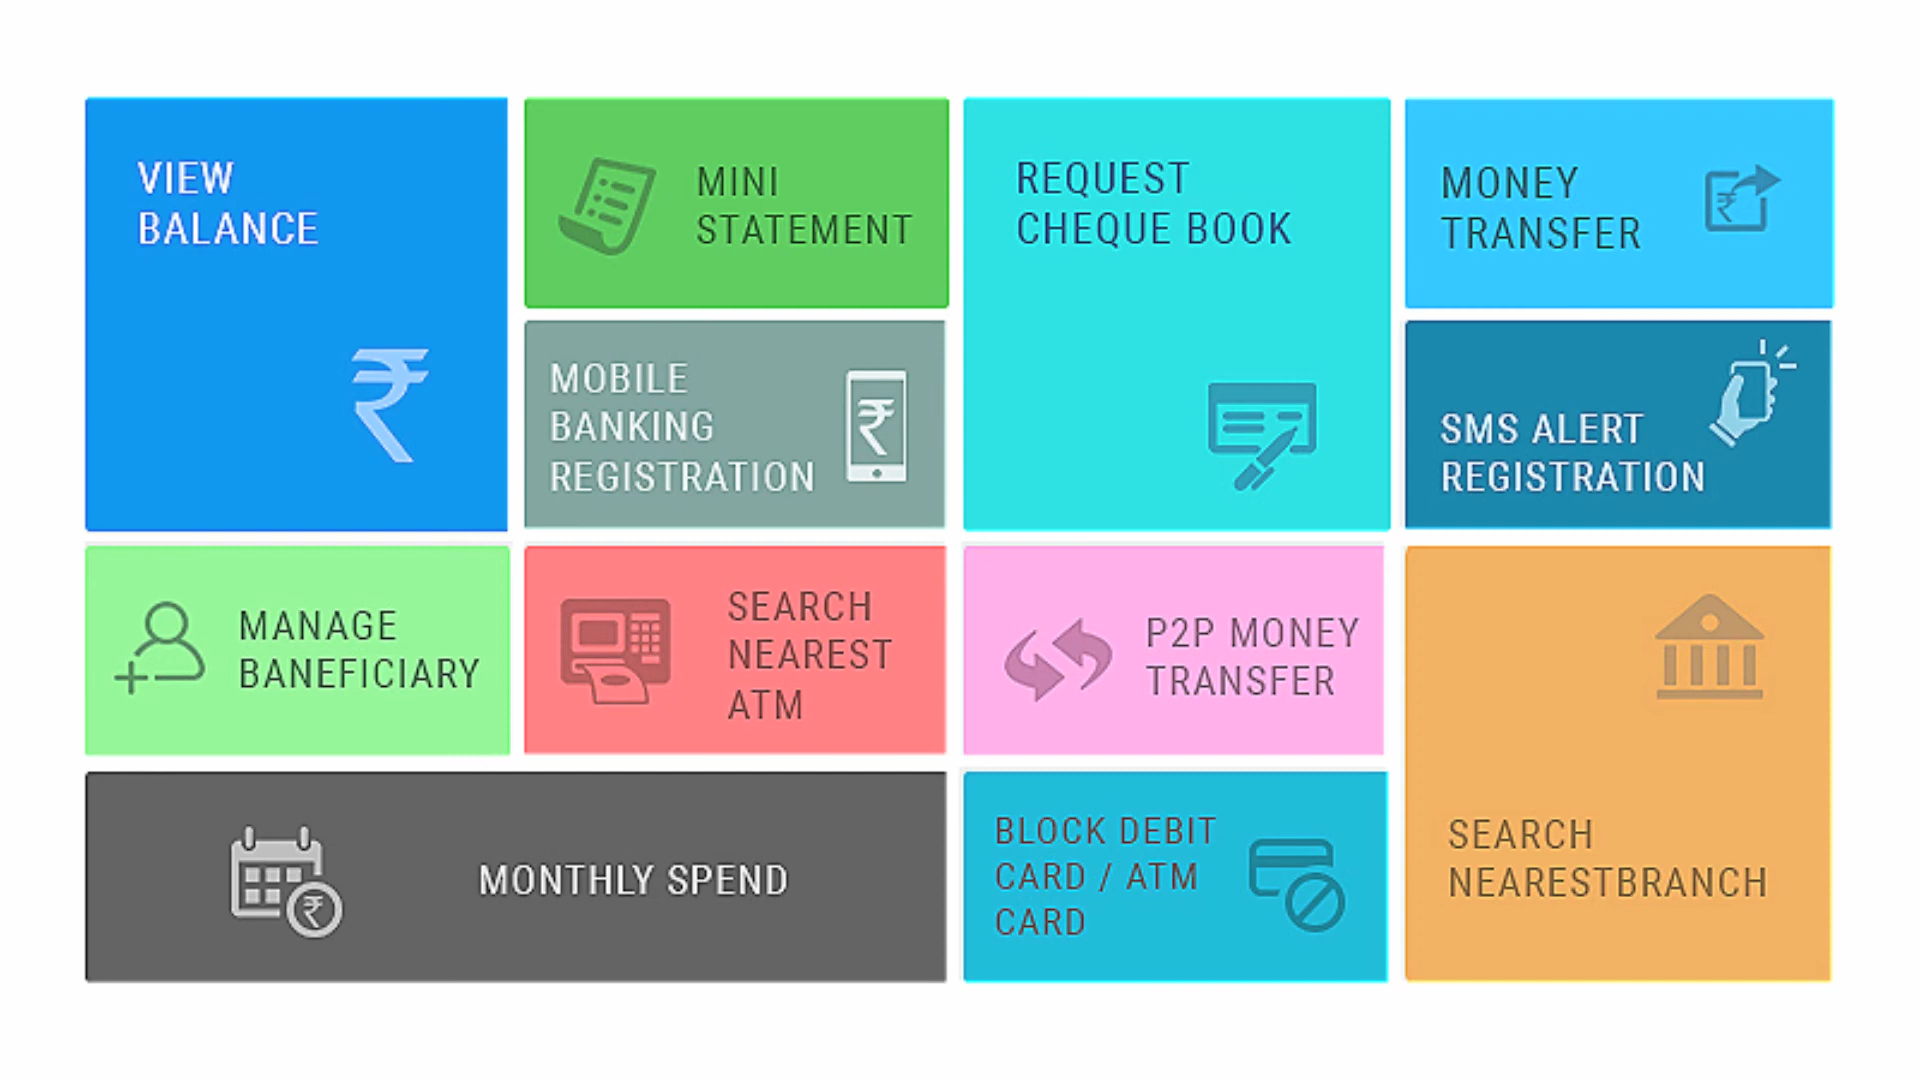 VIEW
BALANCE
₹
MINI
STATEMENT
REQUEST
CHEQUE BOOK
MONEY
TRANSFER
₹
MOBILE
BANKING
REGISTRATION
₹
SMS ALERT
REGISTRATION
MANAGE
BANEFICIARY
SEARCH
NEAREST
ATM
P2P MONEY
TRANSFER
SEARCH
NEARESTBRANCH
₹
MONTHLY SPEND
BLOCK DEBIT
CARD / ATM
CARD